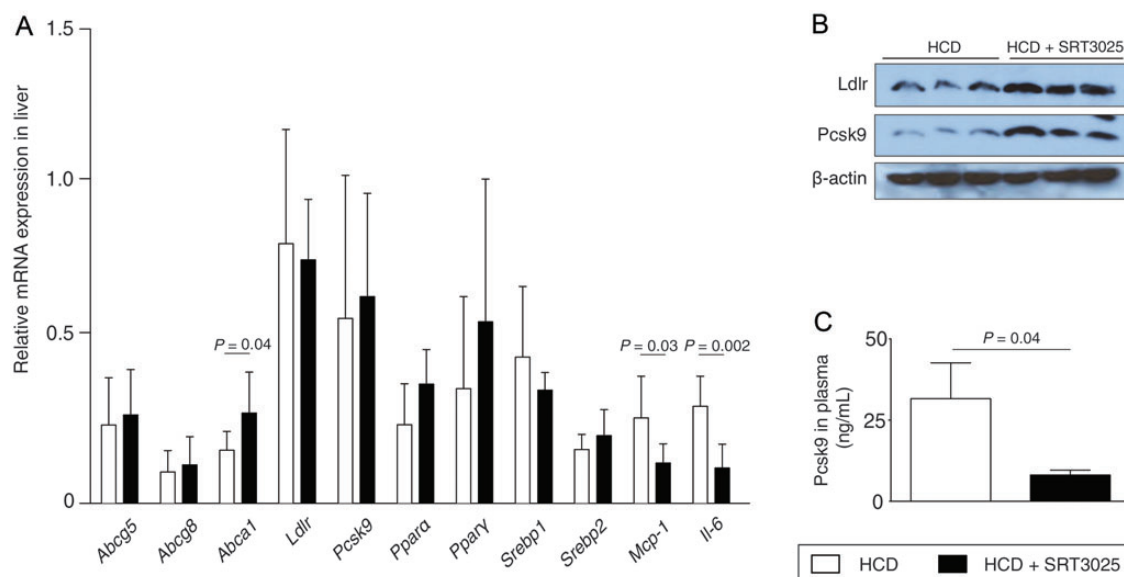 A
Relative mRNA expression in liver
1.5
1.0
0.5
0
P = 0.04
P = 0.03
P = 0.002
Abcg5
Abcg8
Abca1
Ldlr
Pcsk9
Pparα
Pparγ
Srebp1
Srebp2
Mcp-1
Il-6
B
HCD
HCD + SRT3025
Ldlr
Pcsk9
β-actin
C
Pcsk9 in plasma
(ng/mL)
50
25
0
P = 0.04
HCD
HCD + SRT3025